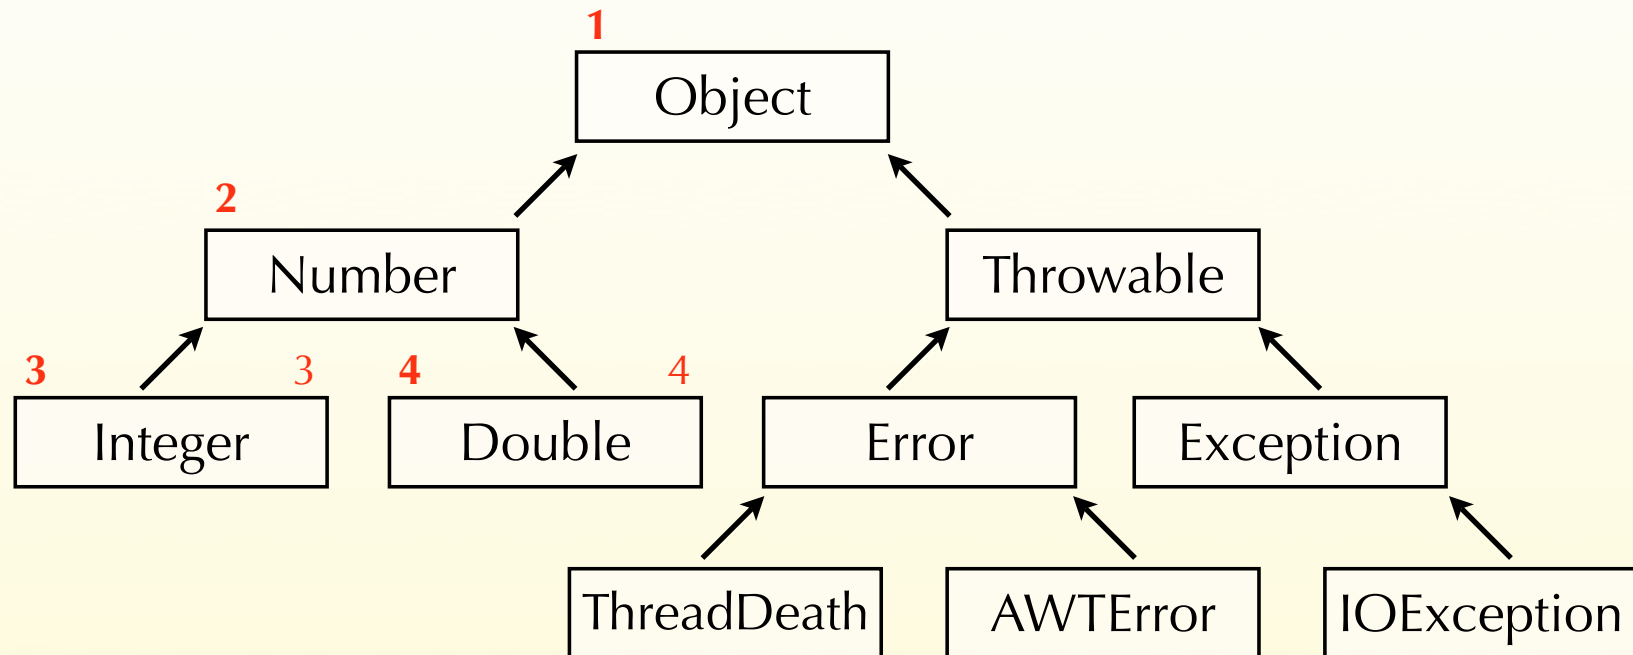 1
Object
2
Number
Throwable
3 3
4 4
Integer
Double
Error
Exception
ThreadDeath
AWTError
IOException